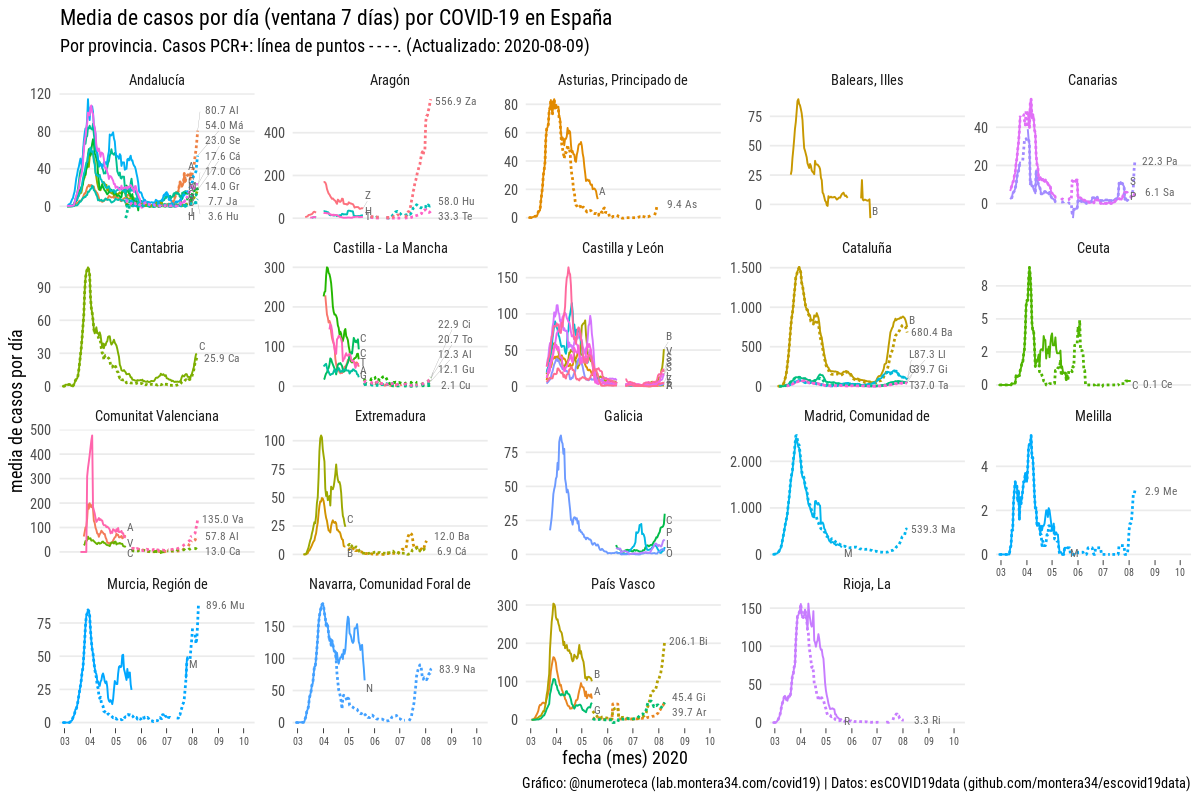 Media de casos por día (ventana 7 días) por COVID-19 en España
Por provincia. Casos PCR+: línea de puntos - - - -. (Actualizado: 2020-08-09)
media de casos por día
Andalucía
120
80
40
0
80.7 Al
54.0 Má
23.0 Se
17.6 Cá
17.0 Có
14.0 Gr
7.7 Ja
3.6 Hu
A
H
Aragón
400
200
0
556.9 Za
58.0 Hu
33.3 Te
Z
H
T
Asturias, Principado de
80
60
40
20
0
A
9.4 As
Balears, Illes
75
50
25
0
B
Canarias
40
20
0
22.3 Pa
6.1 Sa
S
P
Cantabria
90
60
30
0
C
25.9 Ca
Castilla - La Mancha
300
200
100
0
22.9 Ci
20.7 To
12.3 Al
12.1 Gu
2.1 Cu
C
A
Castilla y León
150
100
50
0
B
V
Cataluña
1.500
1.000
500
0
B
680.4 Ba
L87.3 Ll
G39.7 Gi
T37.0 Ta
Ceuta
8
5
2
0
C 0.1 Ce
Comunitat Valenciana
500
400
300
200
100
0
A
V
C
135.0 Va
57.8 Al
13.0 Ca
Extremadura
100
75
50
25
0
C
B
12.0 Ba
6.9 Cá
Galicia
75
50
25
0
C
P
O
Madrid, Comunidad de
2.000
1.000
0
M
539.3 Ma
Melilla
4
2
0
M
2.9 Me
03 04 05 06 07 08 09 10
Murcia, Región de
75
50
25
0
M
89.6 Mu
03 04 05 06 07 08 09 10
Navarra, Comunidad Foral de
150
100
50
0
N
83.9 Na
03 04 05 06 07 08 09 10
País Vasco
300
200
100
0
B
A
G
206.1 Bi
45.4 Gi
39.7 Ar
03 04 05 06 07 08 09 10
Rioja, La
150
100
50
0
R
3.3 Ri
03 04 05 06 07 08 09 10
fecha (mes) 2020
Gráfico: @numeroteca (lab.montera34.com/covid19) | Datos: esCOVID19data (github.com/montera34/escovid19data)